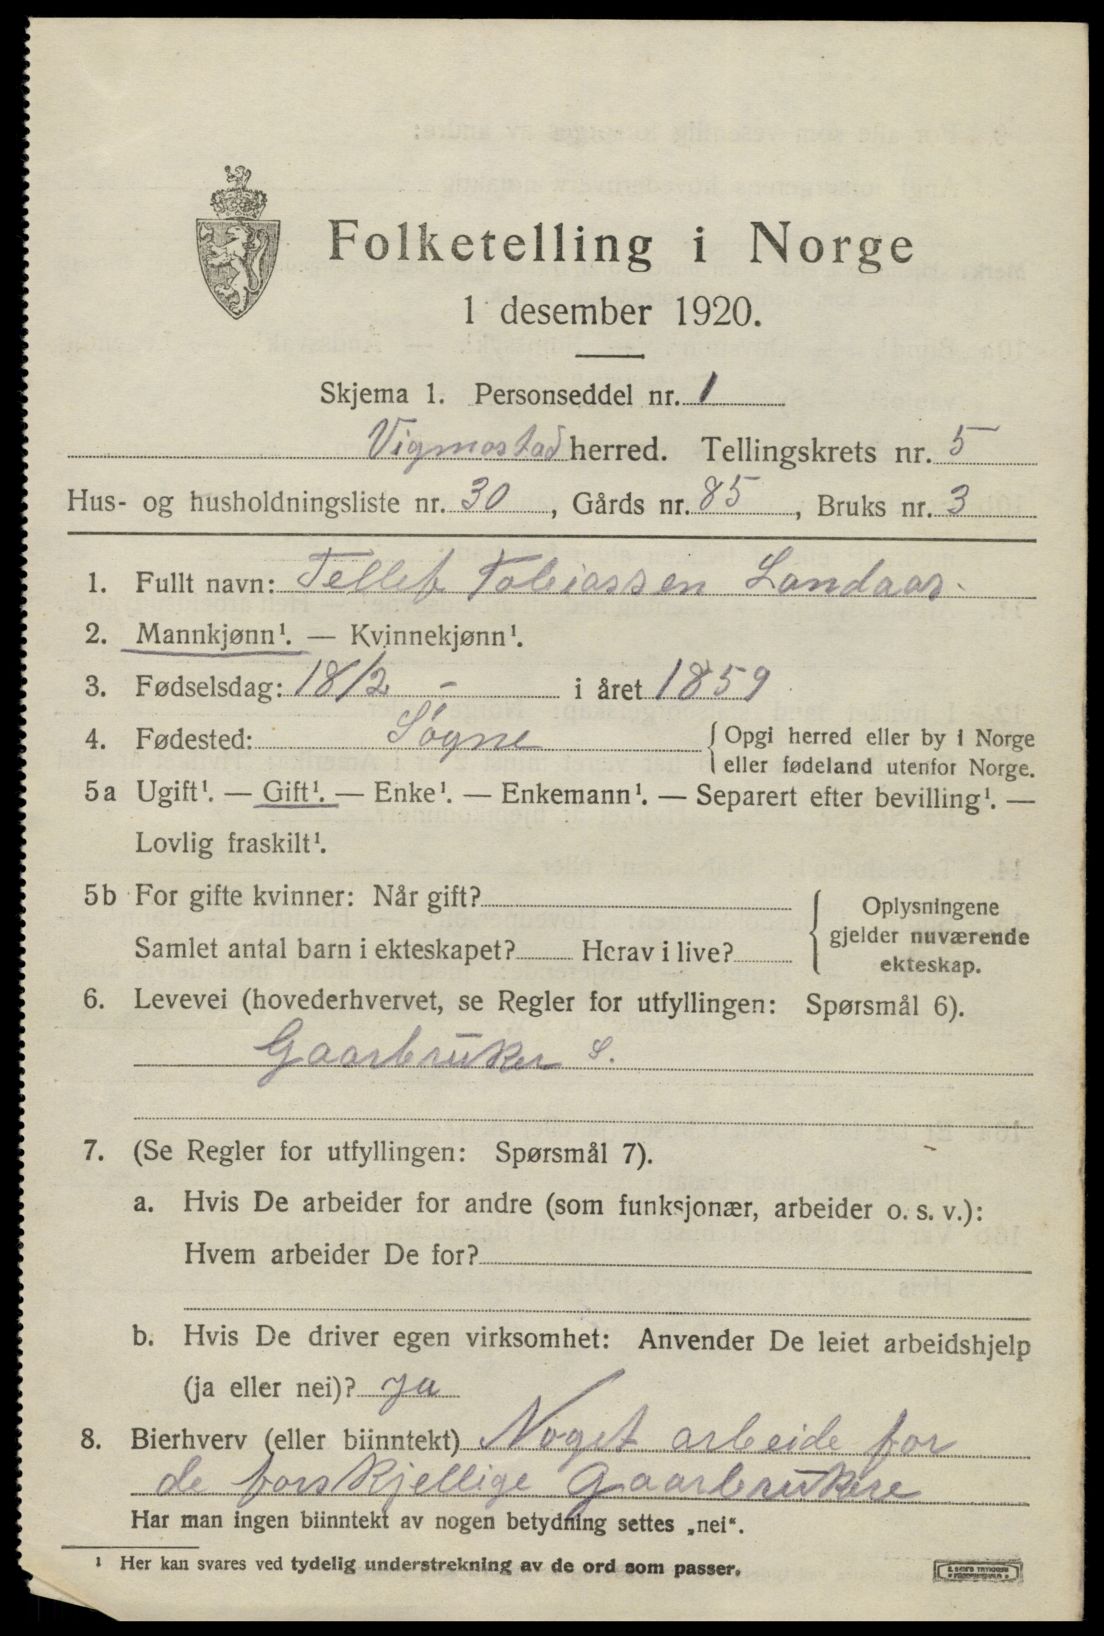 Folketelling i Norge
1 desember 1920.
Skjema 1. Personseddel nr. 1
Vigmostad herred. Tellingskrets nr. 5
Hus- og husholdningsliste nr. 30, Gårds nr. 85, Bruks nr. 3
1. Fullt navn: Tellef Tobiassen Landaas
2. Mannkjønn¹. — Kvinnekjønn¹.
3. Fødselsdag: 18/2 - i året 1859
4. Fødested: Søgne { Opgi herred eller by i Norge
eller fødeland utenfor Norge.
5a Ugift¹. — Gift¹. — Enke¹. — Enkemann¹. — Separert efter bevilling¹. —
Lovlig fraskilt¹.
5b For gifte kvinner: Når gift? { Oplysningene
gjelder nuværende
Samlet antal barn i ekteskapet? Herav i live?
ekteskap.
6. Levevei (hovederhvervet, se Regler for utfyllingen: Spørsmål 6).
Gaarbruker S.
7. (Se Regler for utfyllingen: Spørsmål 7).
a. Hvis De arbeider for andre (som funksjonær, arbeider o. s. v.):
Hvem arbeider De for?
b. Hvis De driver egen virksomhet: Anvender De leiet arbeidshjelp
(ja eller nei)? ja
8. Bierhverv (eller biinntekt) Noget arbeide for
de forskjellige Gaarbrukere
Har man ingen biinntekt av nogen betydning settes „nei“.
¹ Her kan svares ved tydelig understrekning av de ord som passer.